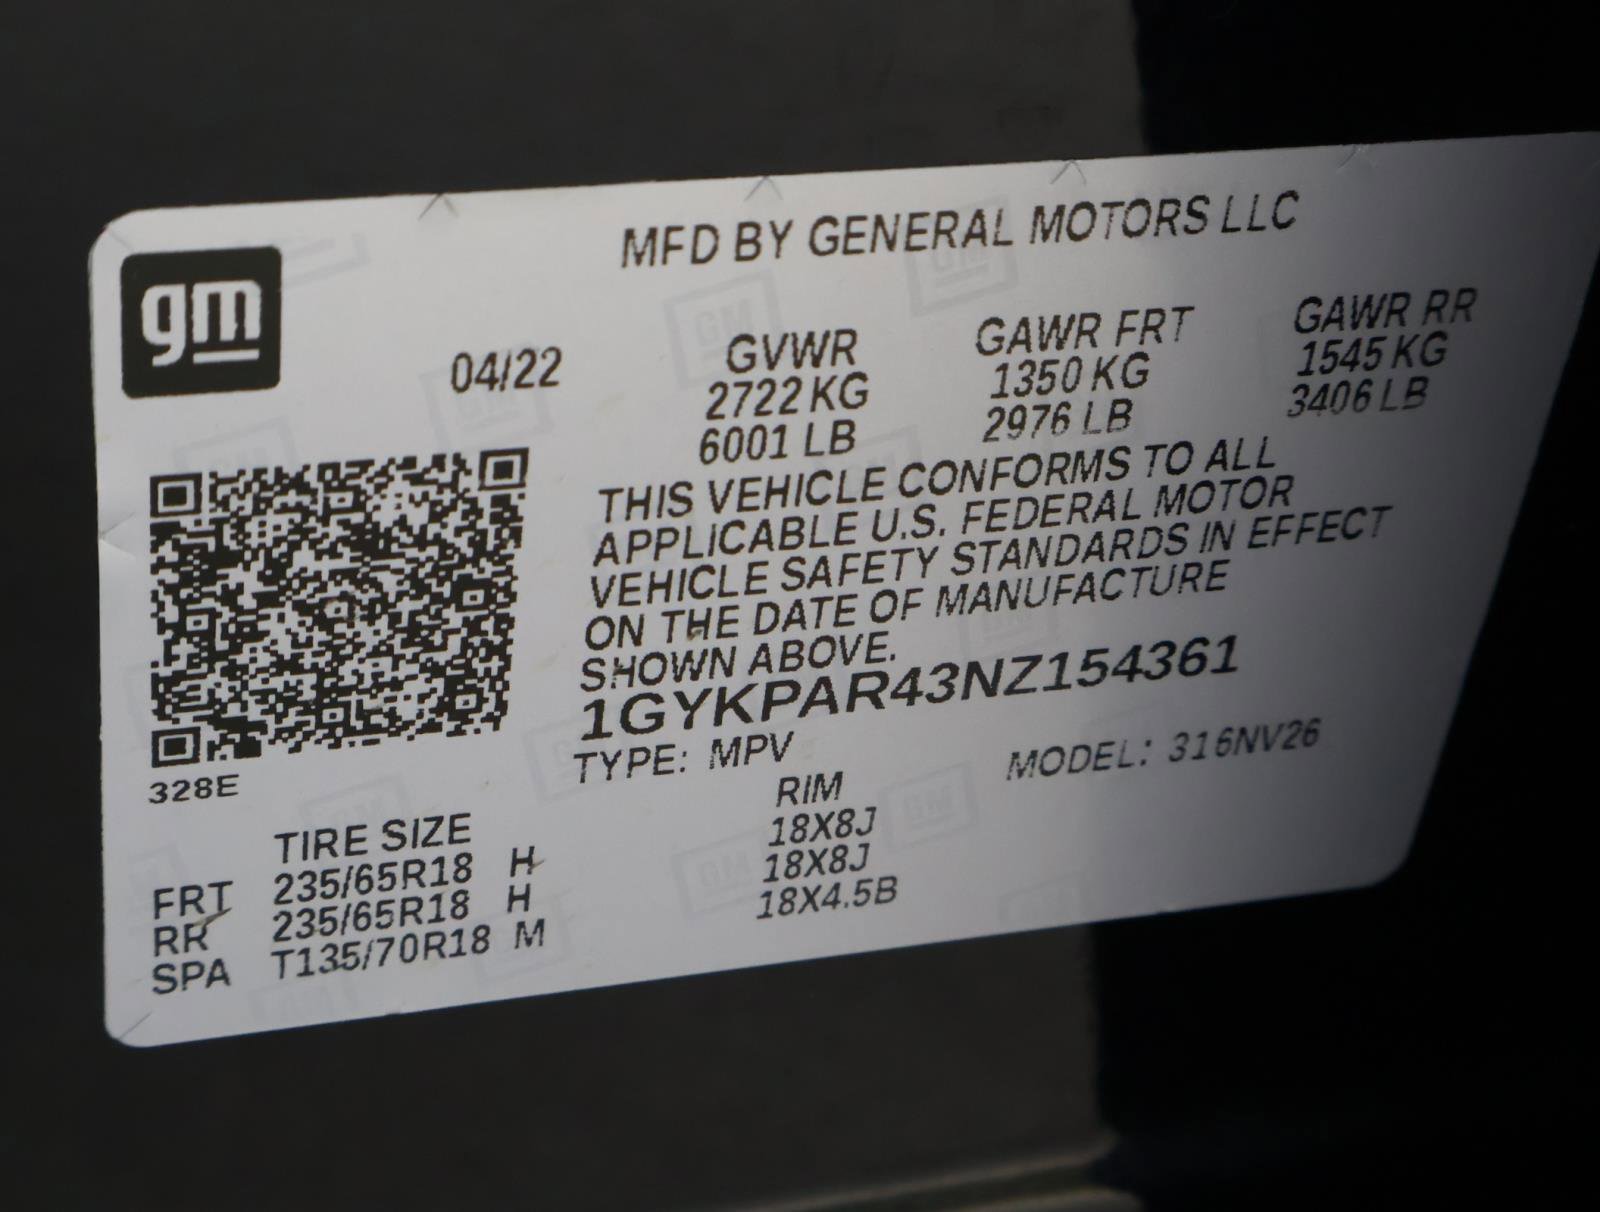 gm
MFD BY GENERAL MOTORS LLC
04/22 GVWR GAWR FRT GAWR RR
2722 KG 1350 KG 1545 KG
6001 LB 2976 LB 3406 LB
THIS VEHICLE CONFORMS TO ALL
APPLICABLE U.S. FEDERAL MOTOR
VEHICLE SAFETY STANDARDS IN EFFECT
ON THE DATE OF MANUFACTURE
SHOWN ABOVE.
1GYKPAR43NZ154361
TYPE: MPV MODEL: 316NV26
328E
TIRE SIZE RIM
FRT 235/65R18 H 18X8J
RR 235/65R18 H 18X8J
SPA T135/70R18 M 18X4.5B